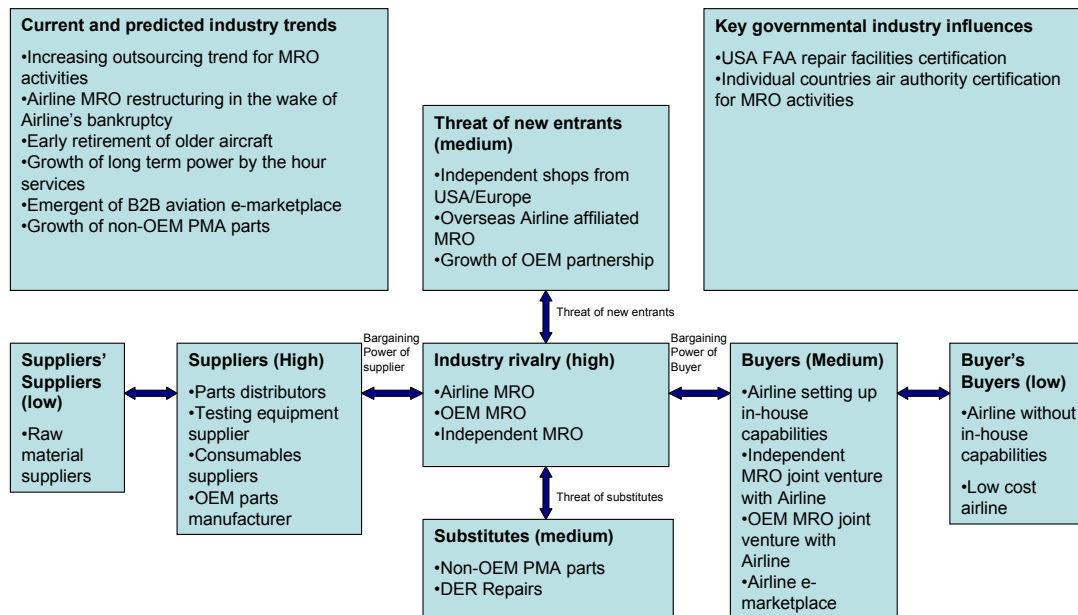 Current and predicted industry trends
•Increasing outsourcing trend for MRO
activities
•Airline MRO restructuring in the wake of
Airline's bankruptcy
•Early retirement of older aircraft
•Growth of long term power by the hour
services
•Emergent of B2B aviation e-marketplace
•Growth of non-OEM PMA parts
Key governmental industry influences
•USA FAA repair facilities certification
•Individual countries air authority certification
for MRO activities
Threat of new entrants
(medium)
•Independent shops from
USA/Europe
•Overseas Airline affiliated
MRO
•Growth of OEM partnership
Threat of new entrants
Suppliers'
Suppliers
(low)
•Raw
material
suppliers
Suppliers (High)
•Parts distributors
•Testing equipment
supplier
•Consumables
suppliers
•OEM parts
manufacturer
Bargaining
Power of
supplier
Industry rivalry (high)
•Airline MRO
•OEM MRO
•Independent MRO
Bargaining
Power of
Buyer
Buyers (Medium)
•Airline setting up
in-house
capabilities
•Independent
MRO joint venture
with Airline
•OEM MRO joint
venture with
Airline
•Airline e-
marketplace
Buyer's
Buyers (low)
•Airline without
in-house
capabilities
•Low cost
airline
Threat of substitutes
Substitutes (medium)
•Non-OEM PMA parts
•DER Repairs